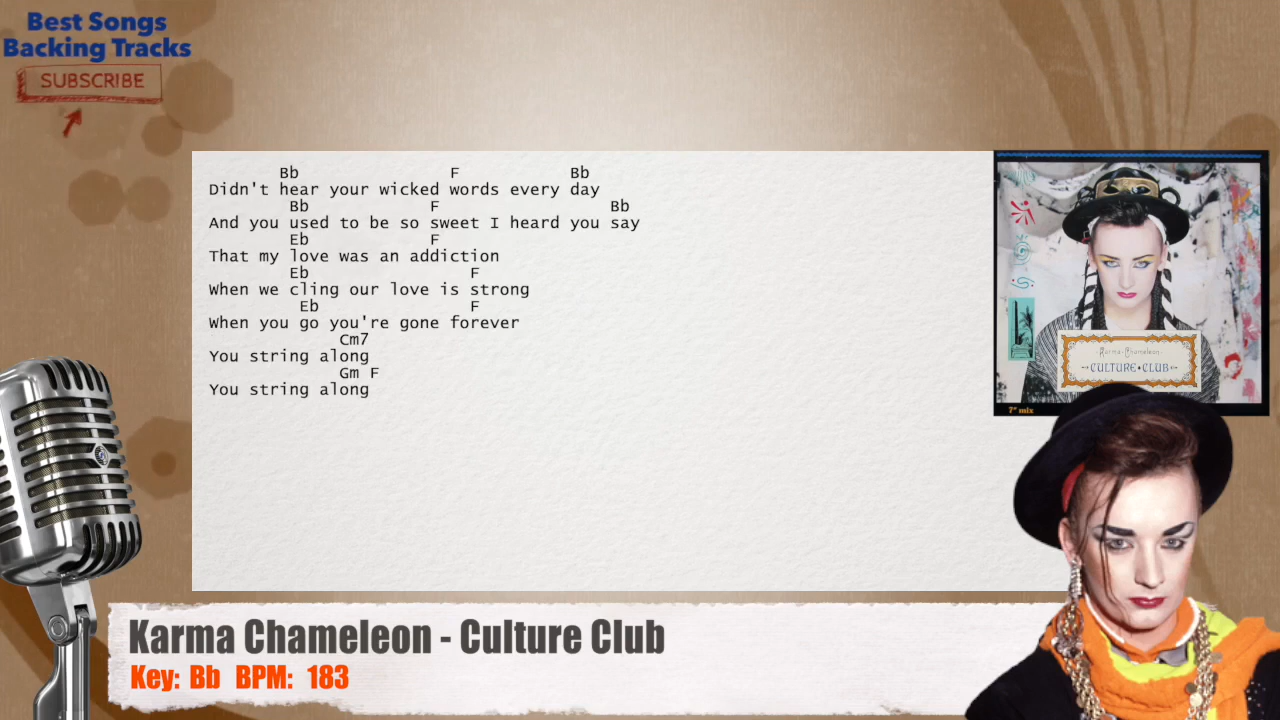 Best Songs
Backing Tracks
SUBSCRIBE
Bb F Bb
Didn't hear your wicked words every day
Bb F Bb
And you used to be so sweet I heard you say
Eb F
That my love was an addiction
Eb F
When we cling our love is strong
Eb F
When you go you're gone forever
Cm7
You string along
Gm F
You string along
Karma Chameleon
CULTURE CLUB
7" mix
Karma Chameleon - Culture Club
Key: Bb BPM: 183